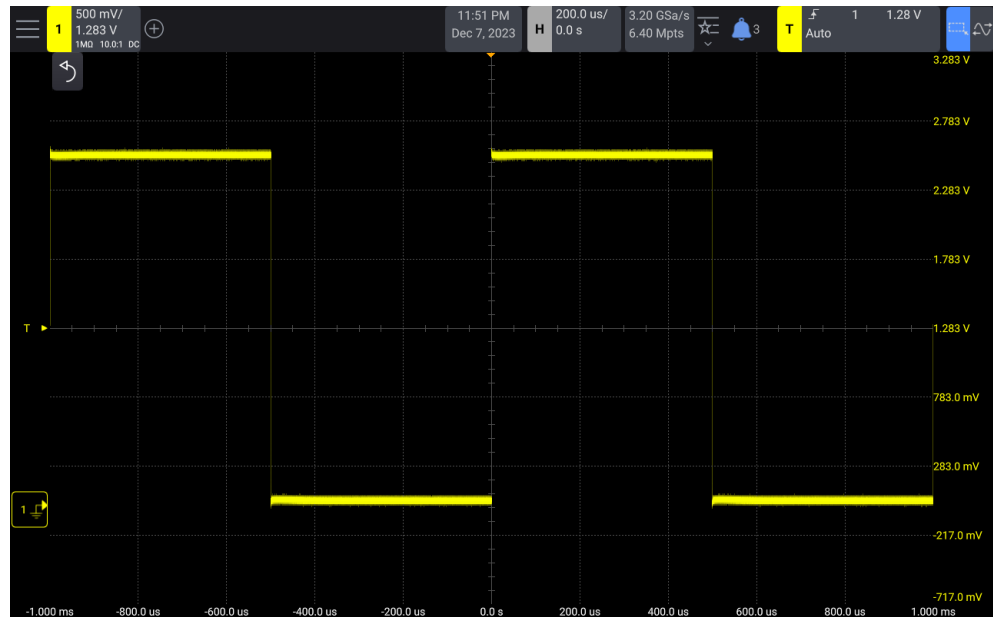 1
500 mV/
1.283 V
1MΩ 10.0:1 DC
11:51 PM
Dec 7, 2023
H
200.0 us/
0.0 s
3.20 GSa/s
6.40 Mpts
3
T
1
1.28 V
Auto
3.283 V
2.783 V
2.283 V
1.783 V
T
1.283 V
783.0 mV
283.0 mV
1
-217.0 mV
-717.0 mV
-1.000 ms -800.0 us -600.0 us -400.0 us -200.0 us 0.0 s 200.0 us 400.0 us 600.0 us 800.0 us 1.000 ms